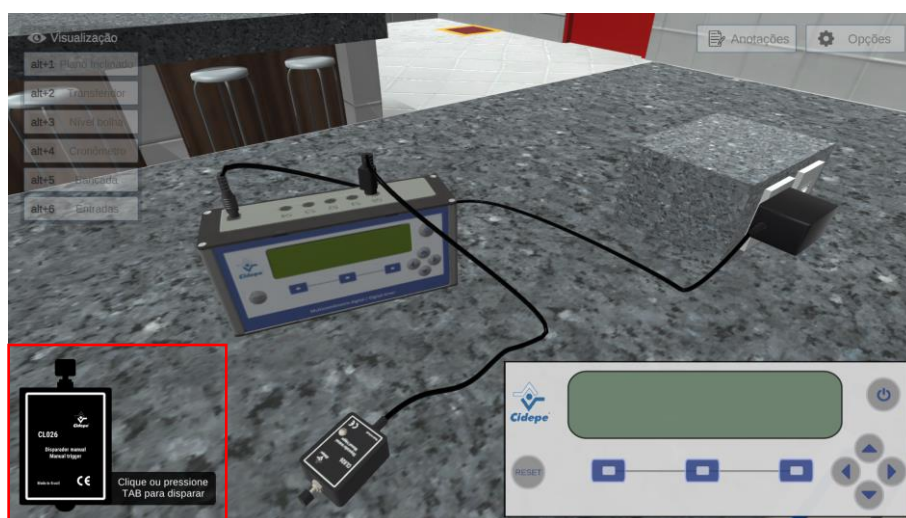 Visualização
alt+1 Plano Inclinado
alt+2 Transferidor
alt+3 Nível bolha
alt+4 Cronômetro
alt+5 Bancada
alt+6 Entradas
Anotações
Opções
Cidepe
CL026
Disparador manual
Manual trigger
Made in Brazil
CE
Clique ou pressione
TAB para disparar
Cidepe
RESET